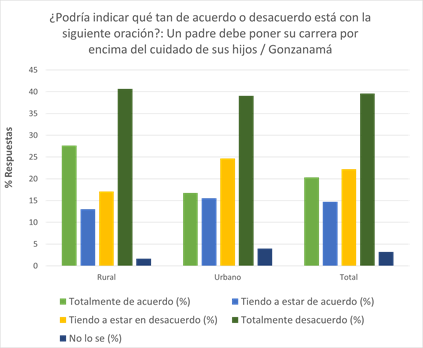 ¿Podría indicar qué tan de acuerdo o desacuerdo está con la
siguiente oración?: Un padre debe poner su carrera por
encima del cuidado de sus hijos / Gonzanamá
% Respuestas
45
40
35
30
25
20
15
10
5
0
Rural Urbano Total
Totalmente de acuerdo (%) Tiendo a estar de acuerdo (%)
Tiendo a estar en desacuerdo (%) Totalmente desacuerdo (%)
No lo se (%)